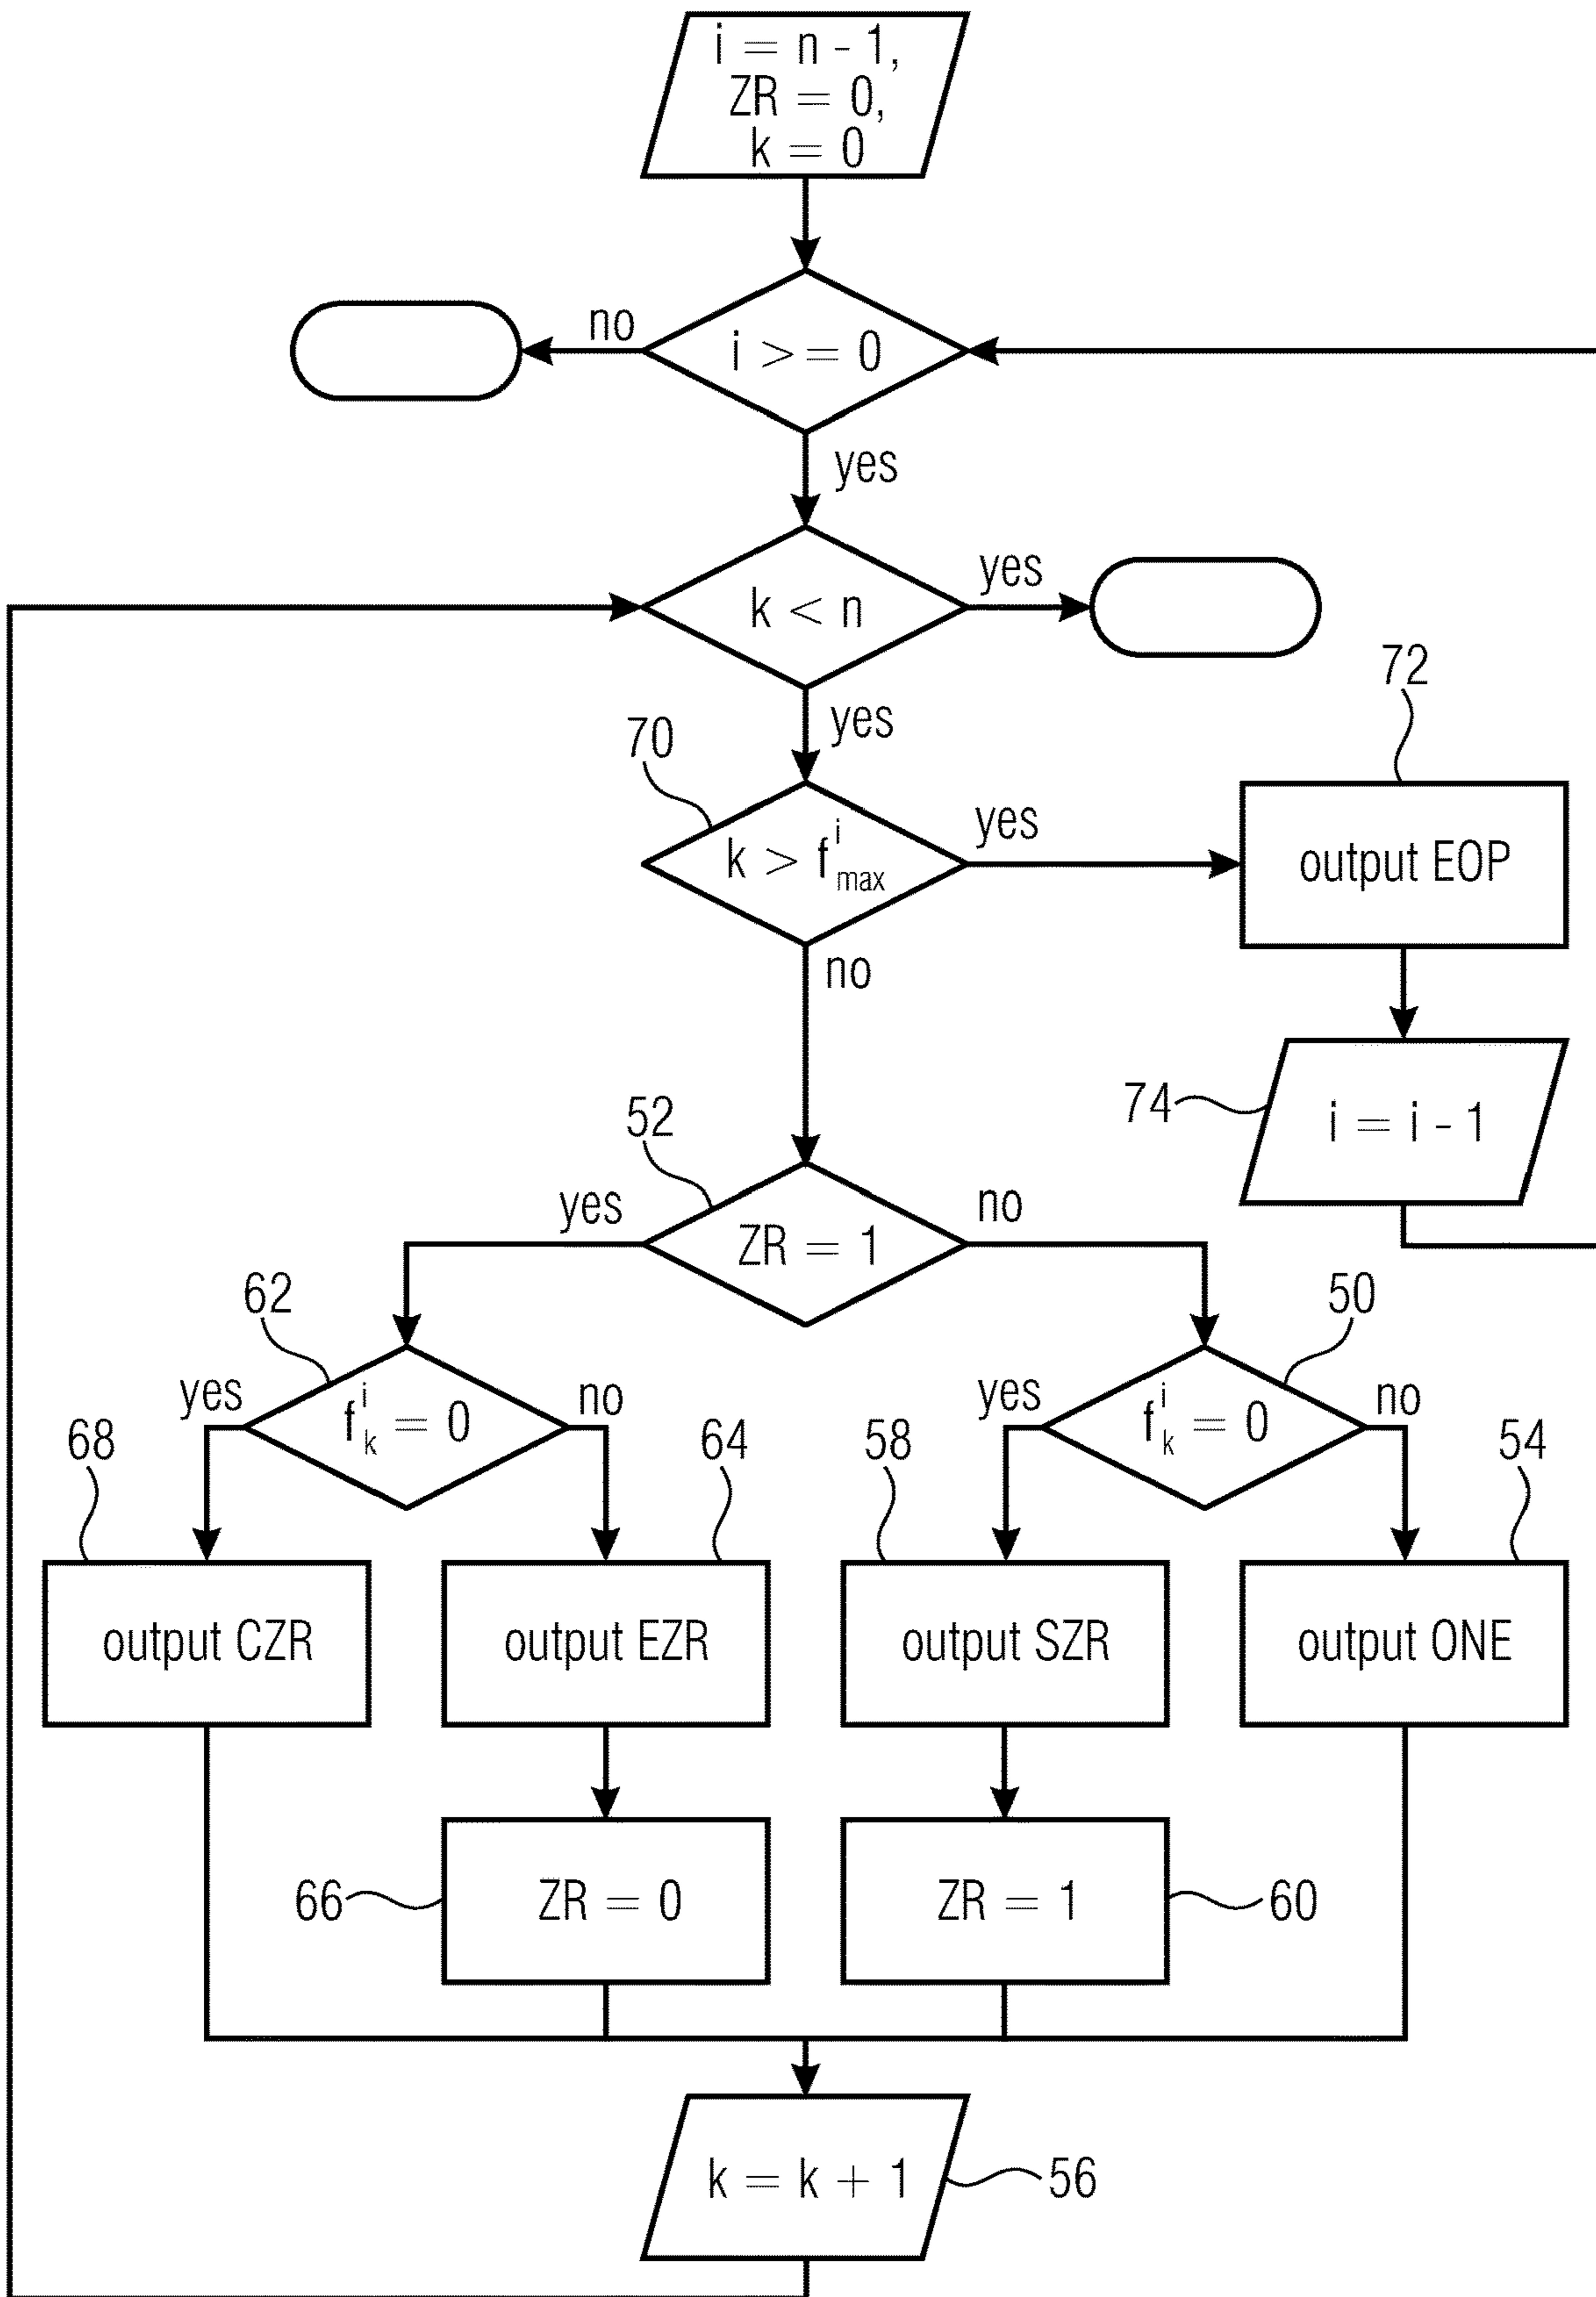 i = n - 1,
ZR = 0,
k = 0
no
i > = 0
yes
k < n
yes
yes
72
70
k > f^i_max
yes
output EOP
no
74
i = i - 1
52
yes
ZR = 1
no
62
50
yes
f^i_k = 0
no
yes
f^i_k = 0
no
68
64
58
54
output CZR
output EZR
output SZR
output ONE
66
ZR = 0
ZR = 1
60
k = k + 1
56